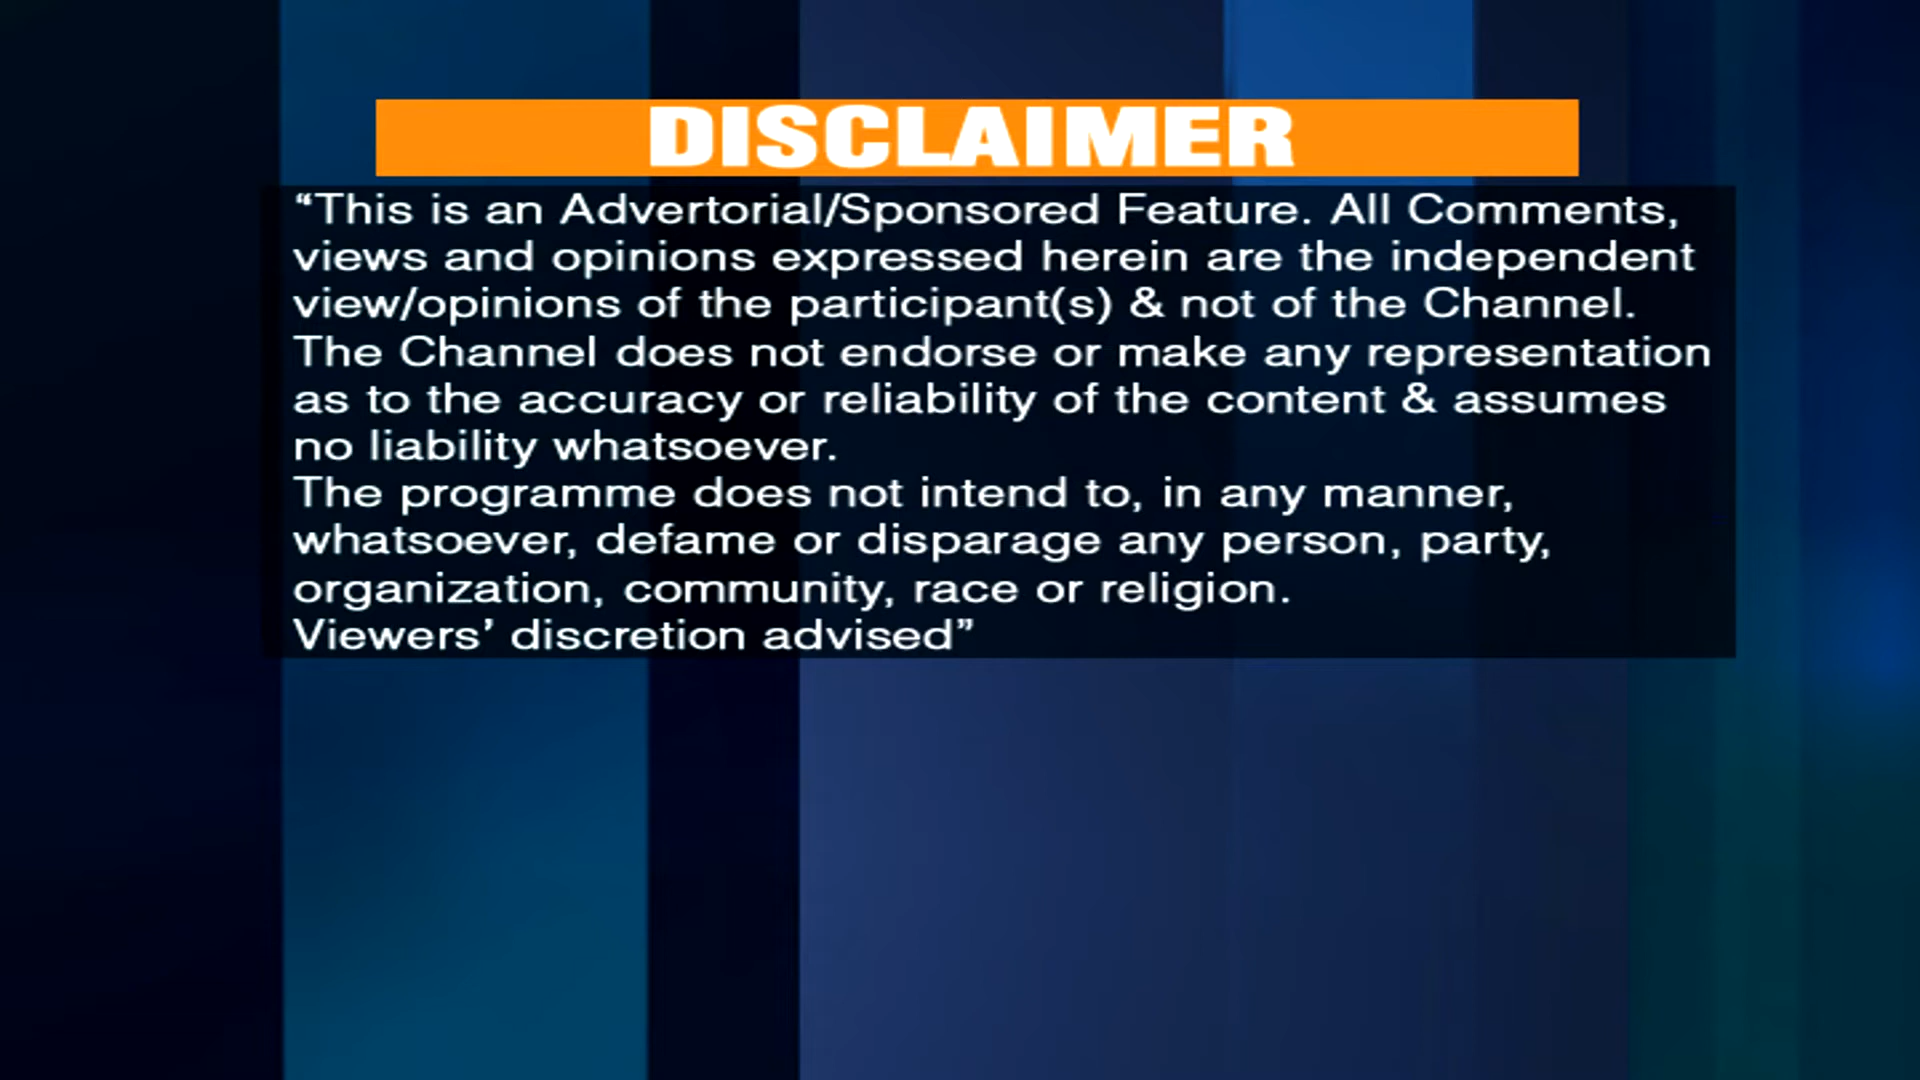 DISCLAIMER
“This is an Advertorial/Sponsored Feature. All Comments,
views and opinions expressed herein are the independent
view/opinions of the participant(s) & not of the Channel.
The Channel does not endorse or make any representation
as to the accuracy or reliability of the content & assumes
no liability whatsoever.
The programme does not intend to, in any manner,
whatsoever, defame or disparage any person, party,
organization, community, race or religion.
Viewers’ discretion advised”